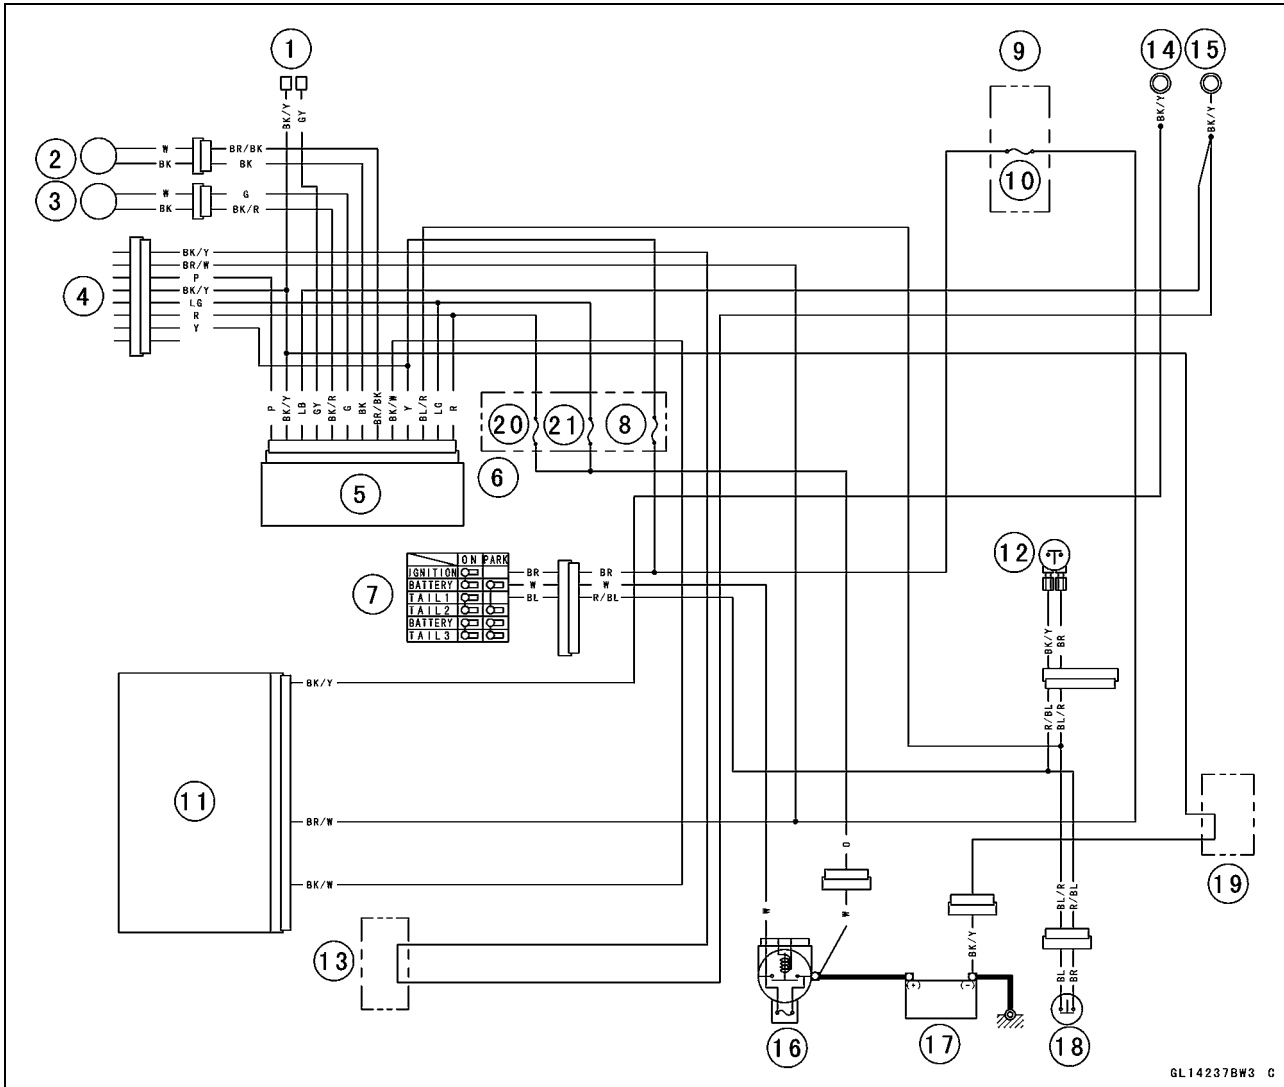 1
14 15
9
BK/Y GY
BK/Y BK/Y
2 W BR/BK
BK BK
10
3 W G
BK BK/R
4
BK/Y
BR/W
P
BK/Y
LG
R
Y
P BK/Y LB GY BK/R G BK BR/BK BK/W Y BL/R LG R
20 21 8
6
5
7
ON PARK
IGNITION
BATTERY
TAIL1
TAIL2
BATTERY
TAIL3
BR BR
W W
BL R/BL
12
BK/Y BR
R/BL BL/R
BK/Y
11
BR/W
BK/W
O
W
W
BK/Y
BL/R R/BL
BL BR
19
13
(+) (-)
16 17 18
GL14237BW3 C